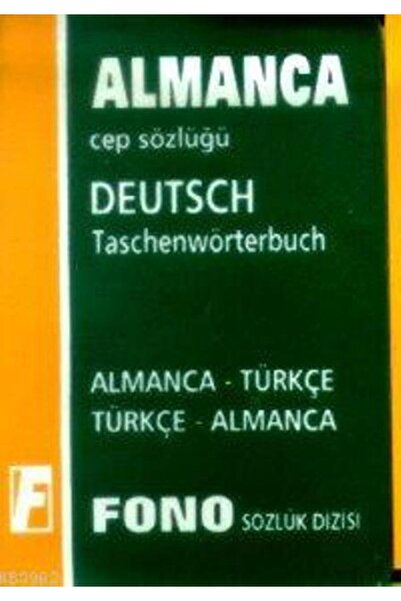 ALMANCA
cep sözlüğü
DEUTSCH
Taschenwörterbuch
ALMANCA - TÜRKÇE
TÜRKÇE - ALMANCA
F
FONO SÖZLÜK DİZİSİ